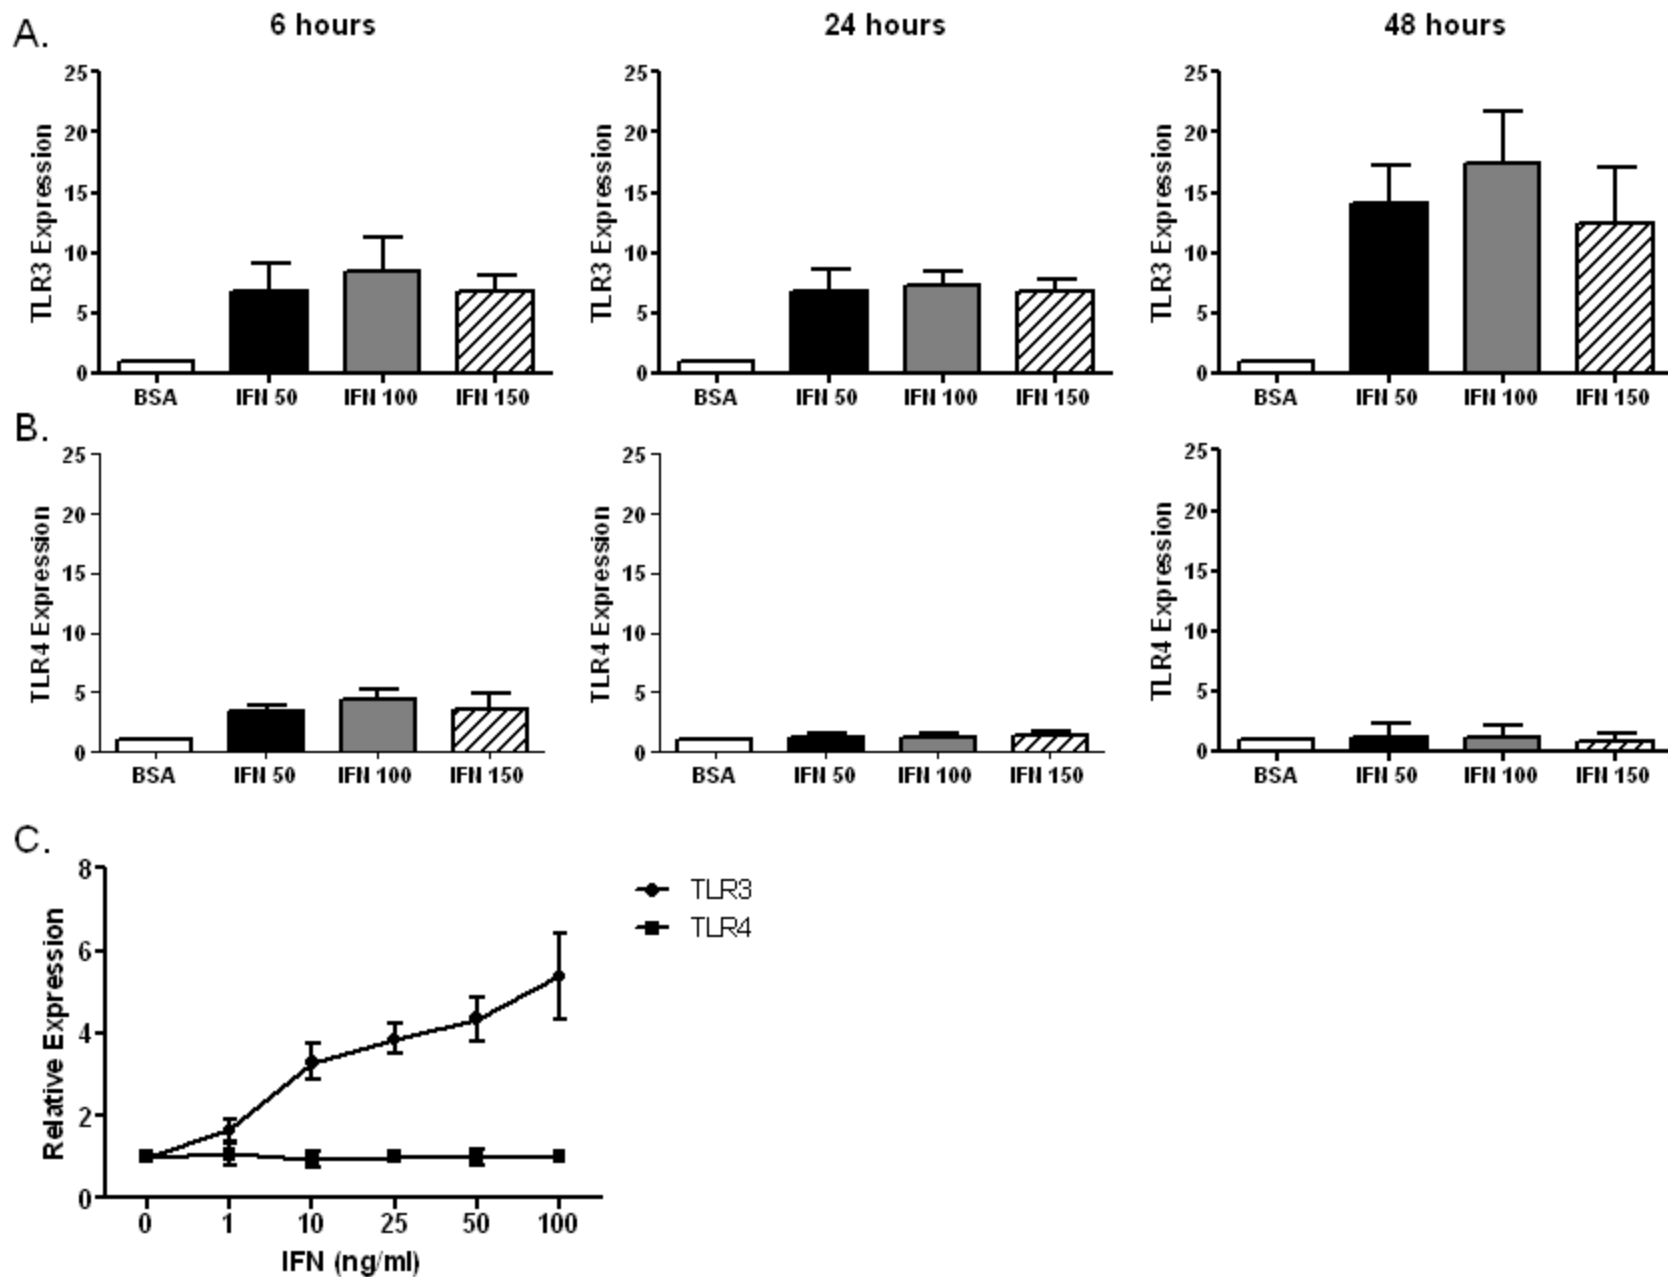 A.
6 hours
24 hours
48 hours
TLR3 Expression
25
20
15
10
5
0
BSA IFN 50 IFN 100 IFN 150
TLR3 Expression
25
20
15
10
5
0
BSA IFN 50 IFN 100 IFN 150
TLR3 Expression
25
20
15
10
5
0
BSA IFN 50 IFN 100 IFN 150
B.
TLR4 Expression
25
20
15
10
5
0
BSA IFN 50 IFN 100 IFN 150
TLR4 Expression
25
20
15
10
5
0
BSA IFN 50 IFN 100 IFN 150
TLR4 Expression
25
20
15
10
5
0
BSA IFN 50 IFN 100 IFN 150
C.
Relative Expression
8
6
4
2
0
0 1 10 25 50 100
IFN (ng/ml)
TLR3
TLR4